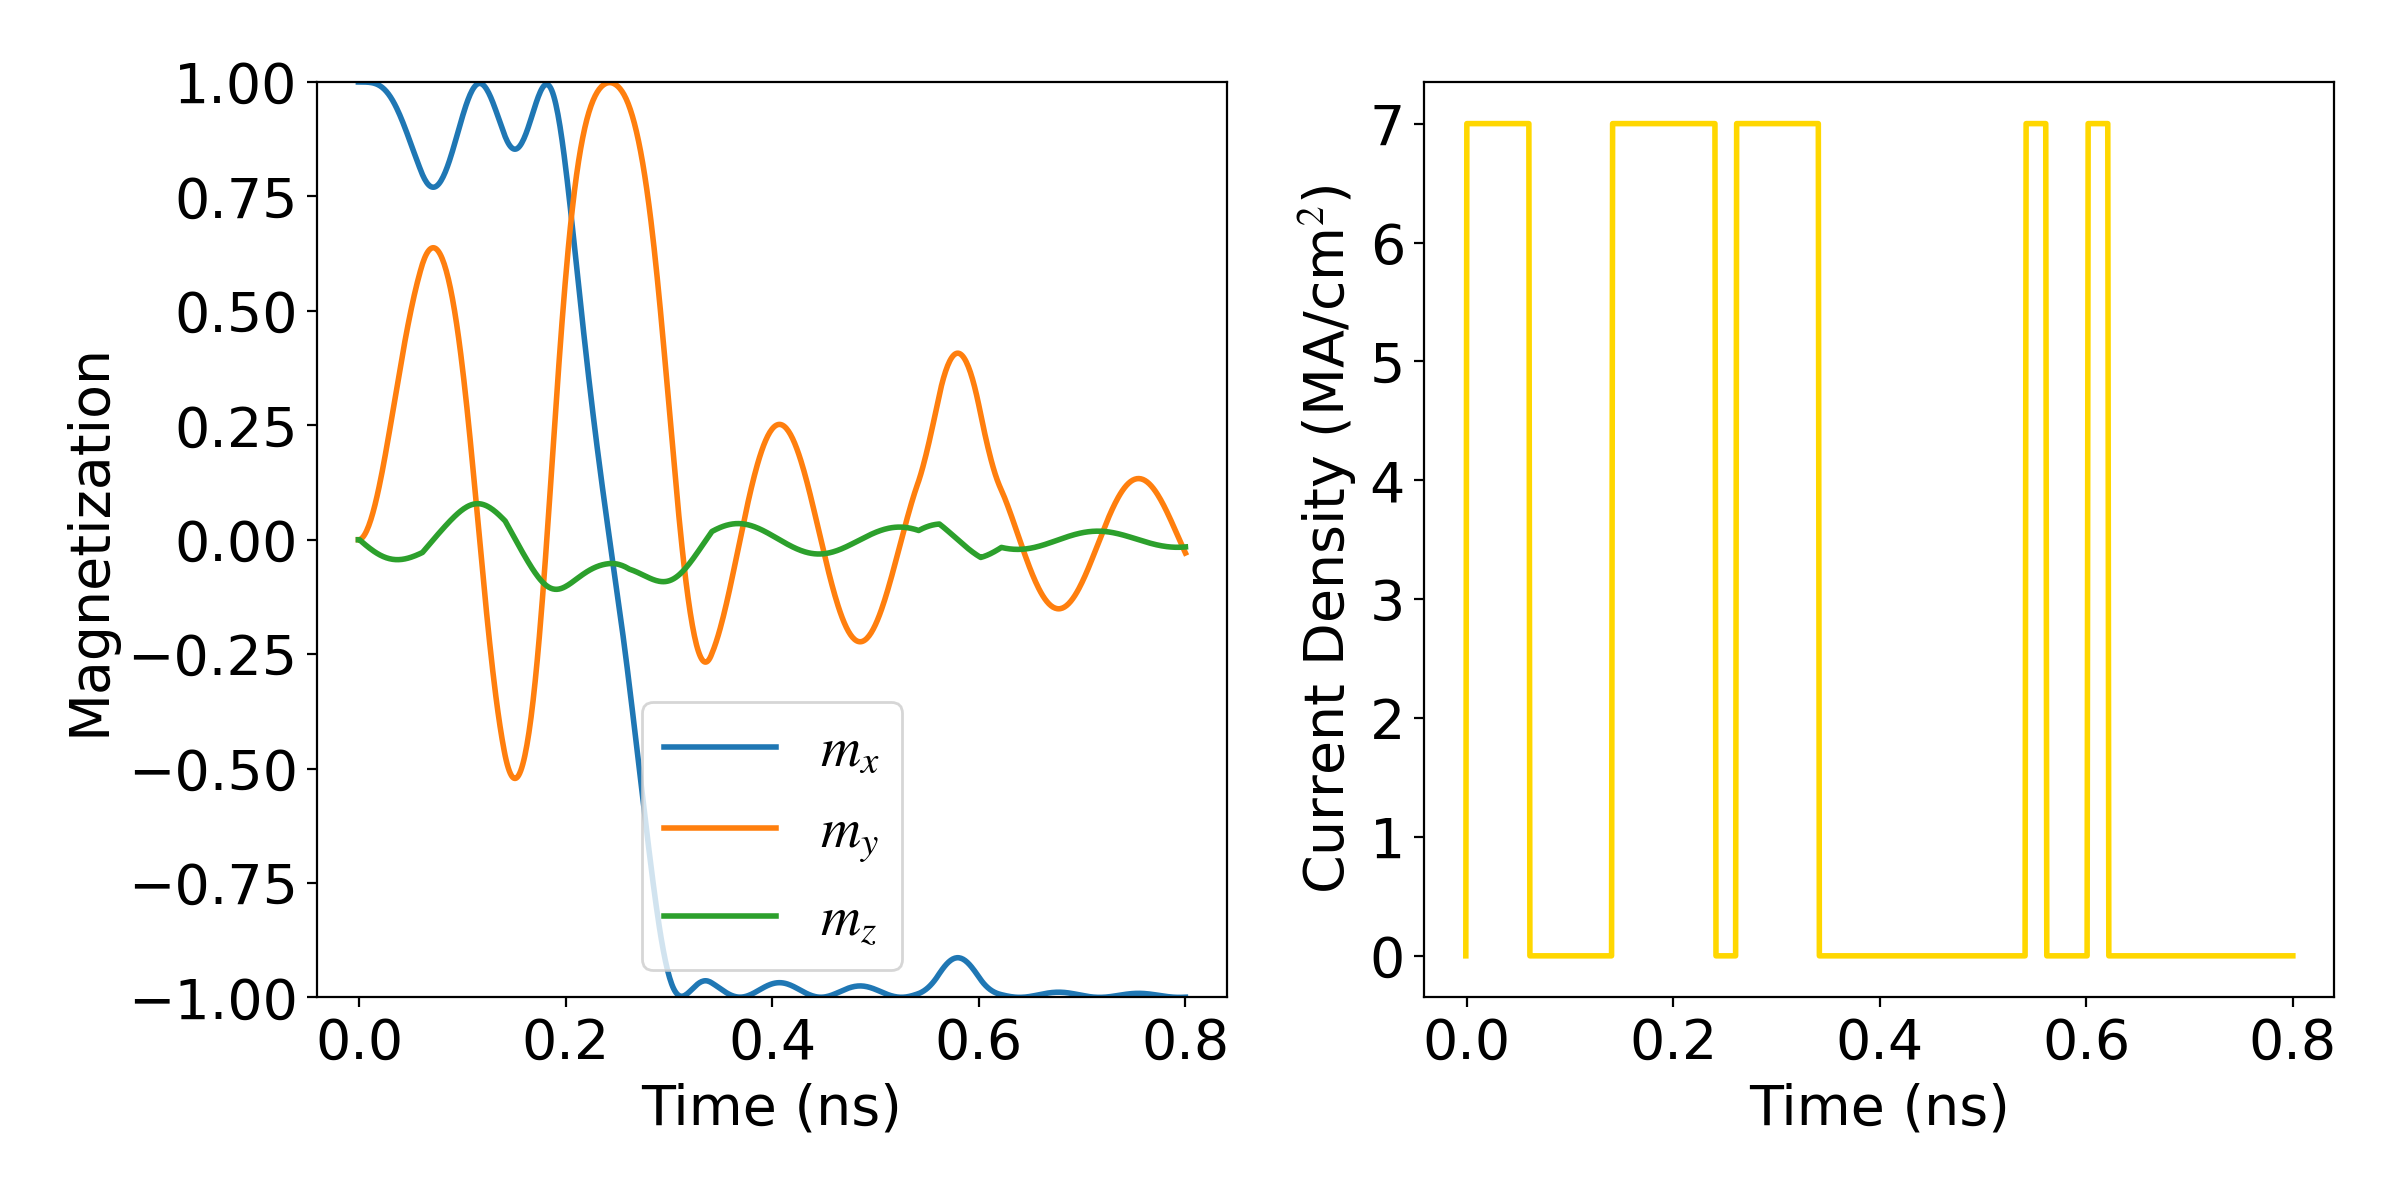 1.00
0.75
0.50
0.25
0.00
−0.25
−0.50
−0.75
−1.00
Magnetization
0.0 0.2 0.4 0.6 0.8
Time (ns)
m_x
m_y
m_z
7
6
5
4
3
2
1
0
Current Density (MA/cm²)
0.0 0.2 0.4 0.6 0.8
Time (ns)